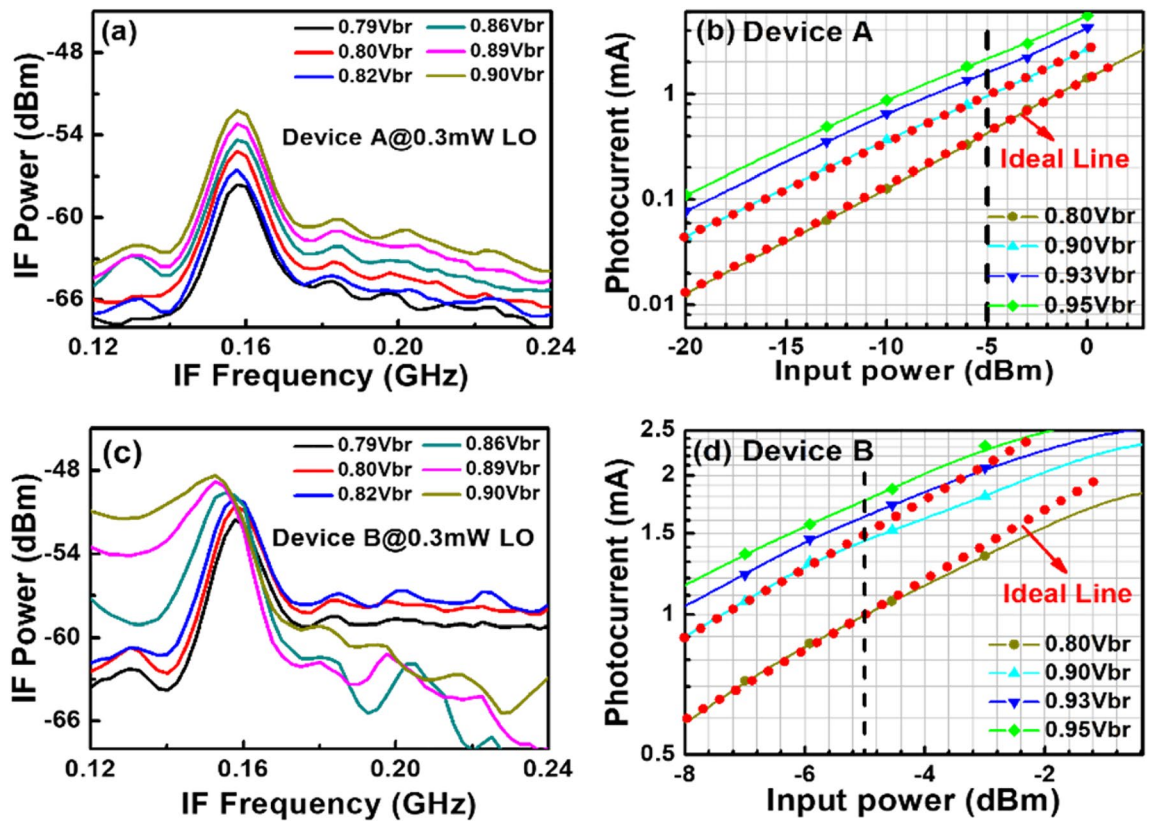 (a)
0.79Vbr
0.80Vbr
0.82Vbr
0.86Vbr
0.89Vbr
0.90Vbr
Device A@0.3mW LO
IF Power (dBm)
-48
-54
-60
-66
0.12 0.16 0.20 0.24
IF Frequency (GHz)
(b) Device A
Photocurrent (mA)
1
0.1
0.01
Ideal Line
0.80Vbr
0.90Vbr
0.93Vbr
0.95Vbr
-20 -15 -10 -5 0
Input power (dBm)
(c)
0.79Vbr
0.80Vbr
0.82Vbr
0.86Vbr
0.89Vbr
0.90Vbr
Device B@0.3mW LO
IF Power (dBm)
-48
-54
-60
-66
0.12 0.16 0.20 0.24
IF Frequency (GHz)
(d) Device B
Photocurrent (mA)
2.5
2
1.5
1
0.5
Ideal Line
0.80Vbr
0.90Vbr
0.93Vbr
0.95Vbr
-8 -6 -4 -2
Input power (dBm)